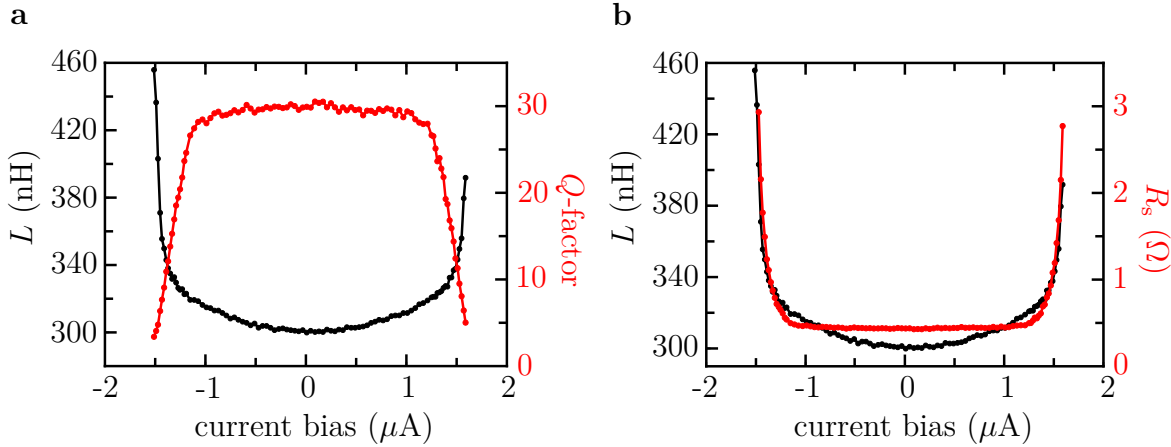 a
460
420
380
340
300
L (nH)
30
20
10
0
Q-factor
-2 -1 0 1 2
current bias (μA)
b
460
420
380
340
300
L (nH)
3
2
1
0
Rs (Ω)
-2 -1 0 1 2
current bias (μA)